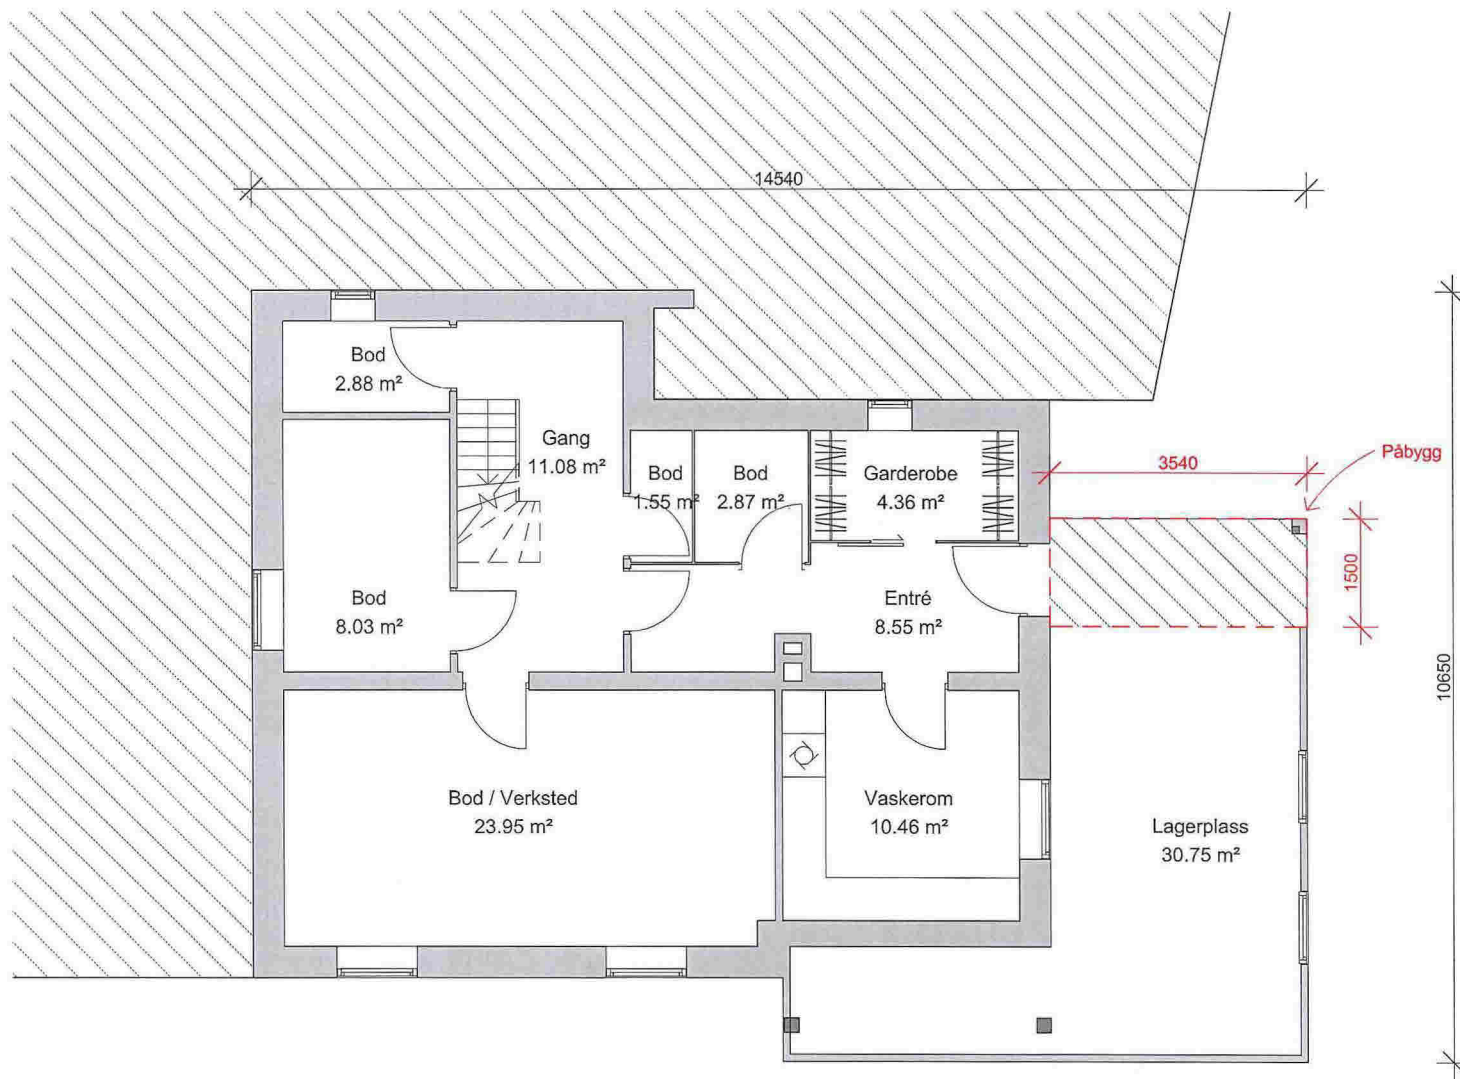 14540
Bod
2.88 m²
Gang
11.08 m²
Bod
1.55 m²
Bod
2.87 m²
Garderobe
4.36 m²
3540
Påbygg
1500
Bod
8.03 m²
Entré
8.55 m²
10650
Bod / Verksted
23.95 m²
Vaskerom
10.46 m²
Lagerplass
30.75 m²